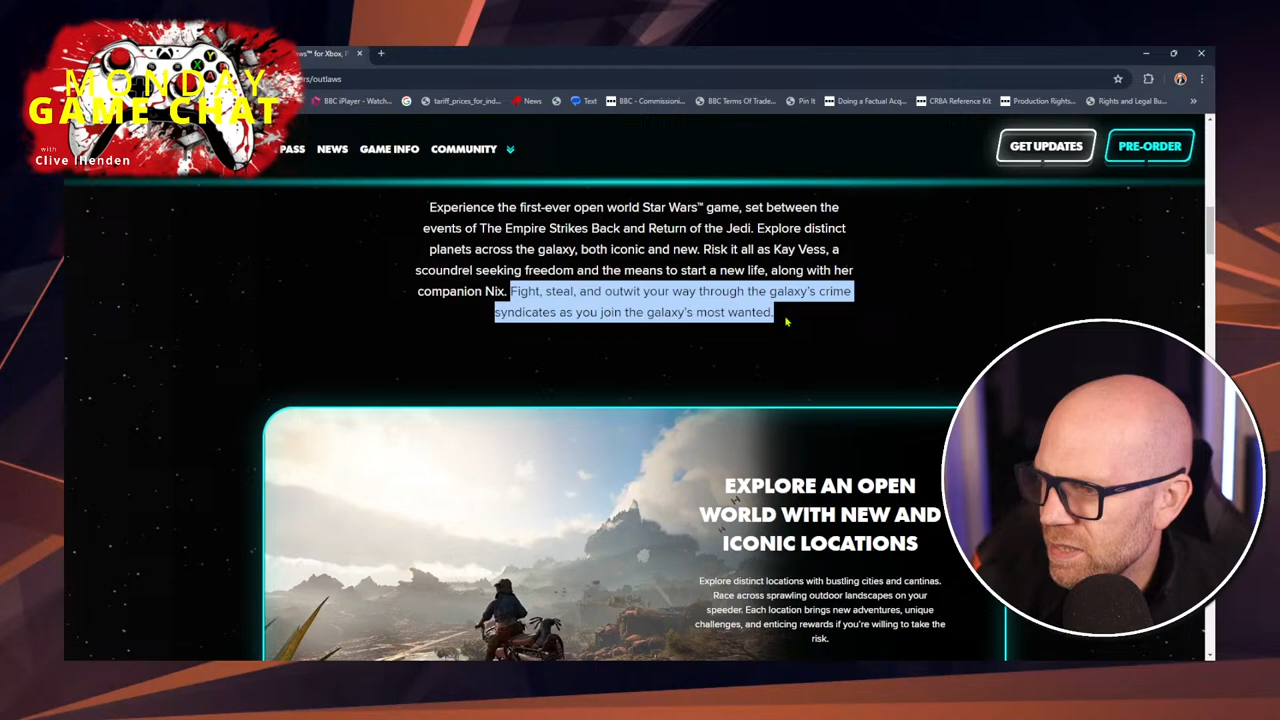 MONDAY
GAME CHAT
with
Clive Illenden
ws™ for Xbox, P
rs/outlaws
BBC iPlayer - Watch...
tariff_prices_for_ind...
News
Text
BBC - Commissioni...
BBC Terms Of Trade...
Pin It
Doing a Factual Acq...
CRBA Reference Kit
Production Rights...
Rights and Legal Bu...
PASS
NEWS
GAME INFO
COMMUNITY
GET UPDATES
PRE-ORDER
Experience the first-ever open world Star Wars™ game, set between the
events of The Empire Strikes Back and Return of the Jedi. Explore distinct
planets across the galaxy, both iconic and new. Risk it all as Kay Vess, a
scoundrel seeking freedom and the means to start a new life, along with her
companion Nix. Fight, steal, and outwit your way through the galaxy's crime
syndicates as you join the galaxy's most wanted.
EXPLORE AN OPEN
WORLD WITH NEW AND
ICONIC LOCATIONS
Explore distinct locations with bustling cities and cantinas.
Race across sprawling outdoor landscapes on your
speeder. Each location brings new adventures, unique
challenges, and enticing rewards if you're willing to take the
risk.